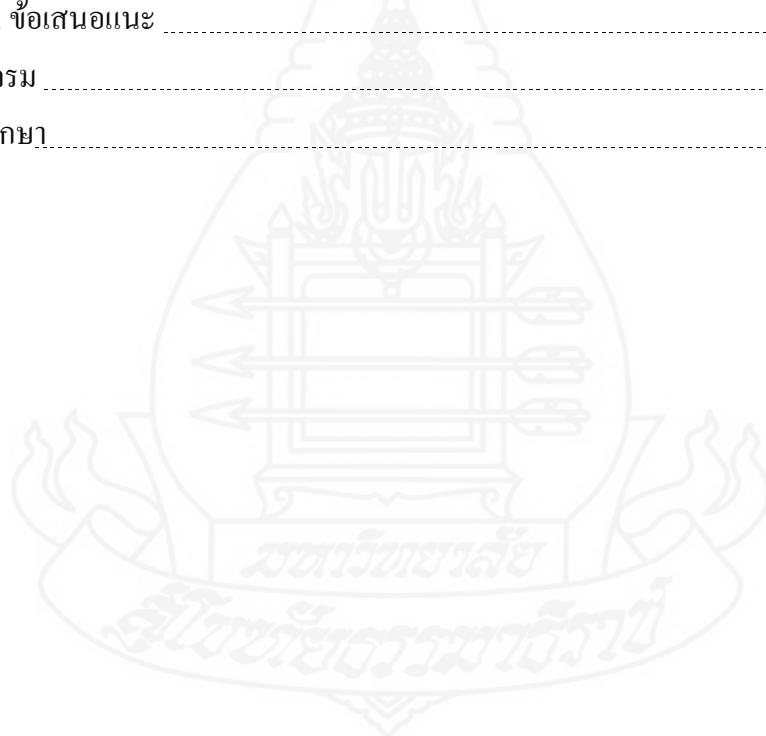 ข้อเสนอแนะ
กรม
กษา
มหาวิทยาลัย
สุโขทัยธรรมาธิราช